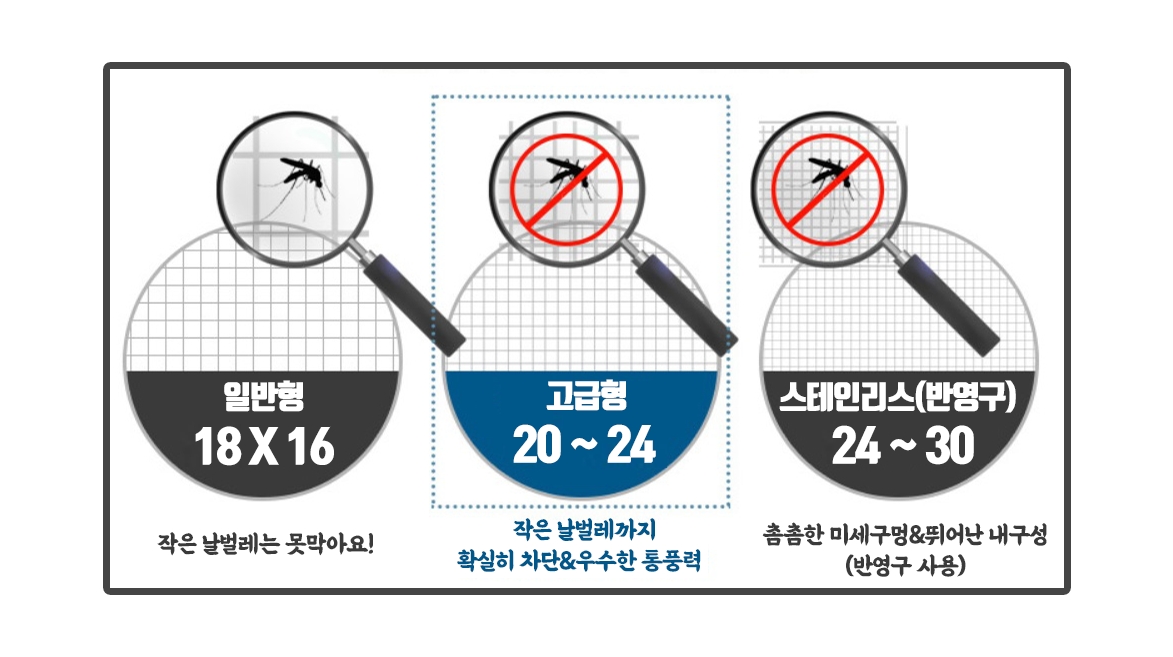 일반형
18 X 16
작은 날벌레는 못막아요!
고급형
20 ~ 24
작은 날벌레까지
확실히 차단&우수한 통풍력
스테인리스(반영구)
24 ~ 30
촘촘한 미세구멍&뛰어난 내구성
(반영구 사용)